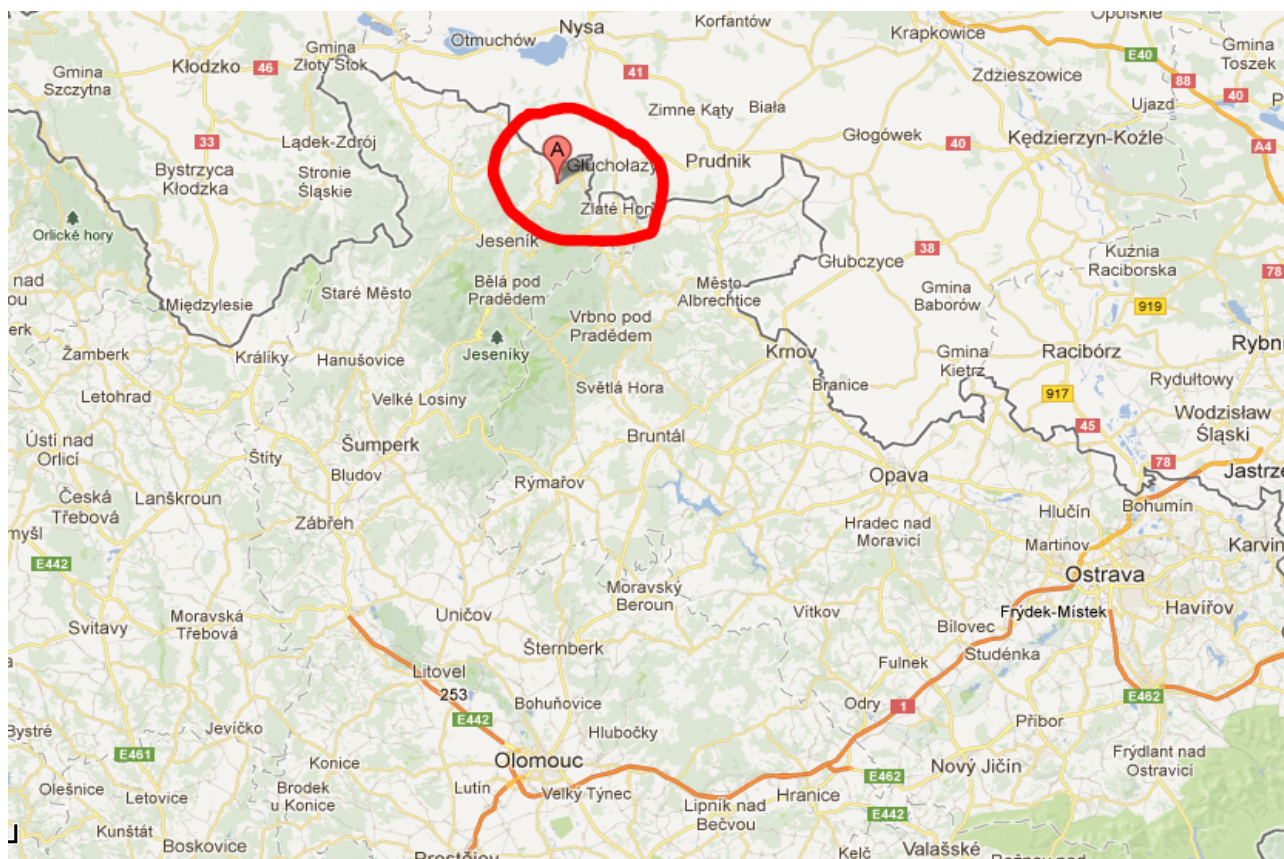 Nysa
Korfantów
Opolskie
Gmina
Złoty Stok
Otmuchów
Krapkowice
E40
Gmina
Toszek
Kłodzko
46
Gmina
Szczytna
41
Zdzieszowice
88
40
Zimne Kąty
Biała
Ujazd
33
Lądek-Zdrój
Głogówek
40
Kędzierzyn-Koźle
A4
A
Głuchołazy
Prudnik
Bystrzyca
Kłodzka
Stronie
Śląskie
Zlaté Hory
Orlické hory
Jeseník
38
Głubczyce
Kuźnia
Raciborska
78
Bělá pod
Pradědem
Město
Albrechtice
Gmina
Baborów
Staré Město
Międzylesie
919
Vrbno pod
Pradědem
Jeseníky
Krnov
Gmina
Kietrz
Racibórz
Žamberk
Králíky
Hanušovice
Letohrad
Světlá Hora
Branice
917
Rydułtowy
Velké Losiny
Wodzisław
Śląski
45
Ústí nad
Orlicí
Šumperk
Bruntál
Štíty
Bludov
Opava
78
Rýmařov
Česká
Třebová
Lanškroun
Bohumín
Hlučín
Zábřeh
Hradec nad
Moravicí
Martinov
E442
Ostrava
Moravský
Beroun
Moravská
Třebová
Uničov
Vítkov
Frýdek-Místek
Havířov
Svitavy
Bílovec
Šternberk
Studénka
Litovel
253
Fulnek
E462
Bohuňovice
Odry
1
E442
Jevíčko
Příbor
Hlubočky
E461
Konice
Olomouc
Frýdlant nad
Ostravicí
Nový Jičín
E462
Olešnice
Letovice
Brodek
u Konice
Lutín
Velký Týnec
Hranice
Lipník nad
Bečvou
E442
Kunštát
Boskovice
Prostějov
Kelč
Valašské